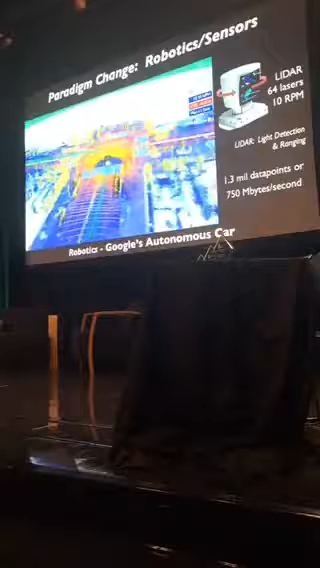 Paradigm Change: Robotics/Sensors
LIDAR
64 lasers
10 RPM
LIDAR: Light Detection
& Ranging
1.3 mil datapoints or
750 Mbytes/second
Robotics - Google's Autonomous Car